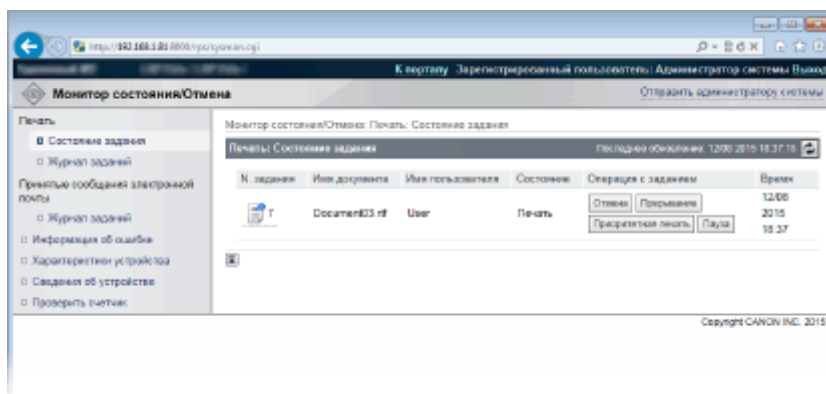 К порталу Зарегистрированный пользователь: Администратор системы Выход
Монитор состояния/Отмена
Отправить администратору системы
Печать
Состояние задания
Журнал заданий
Принятые сообщения электронной
почты
Журнал заданий
Информация об ошибке
Характеристики устройства
Сведения об устройстве
Проверить счетчик
Монитор состояния/Отмена: Печать: Состояние задания
Печать: Состояние задания
Последнее обновление: 12/08 2015 18:37:18
N. задания Имя документа Имя пользователя Состояние Операция с заданием Время
7 Document03.rtf User Печать
Отмена Прерывание
Приоритетная печать Пауза
12/08
2015
18:37
Copyright CANON INC. 2015